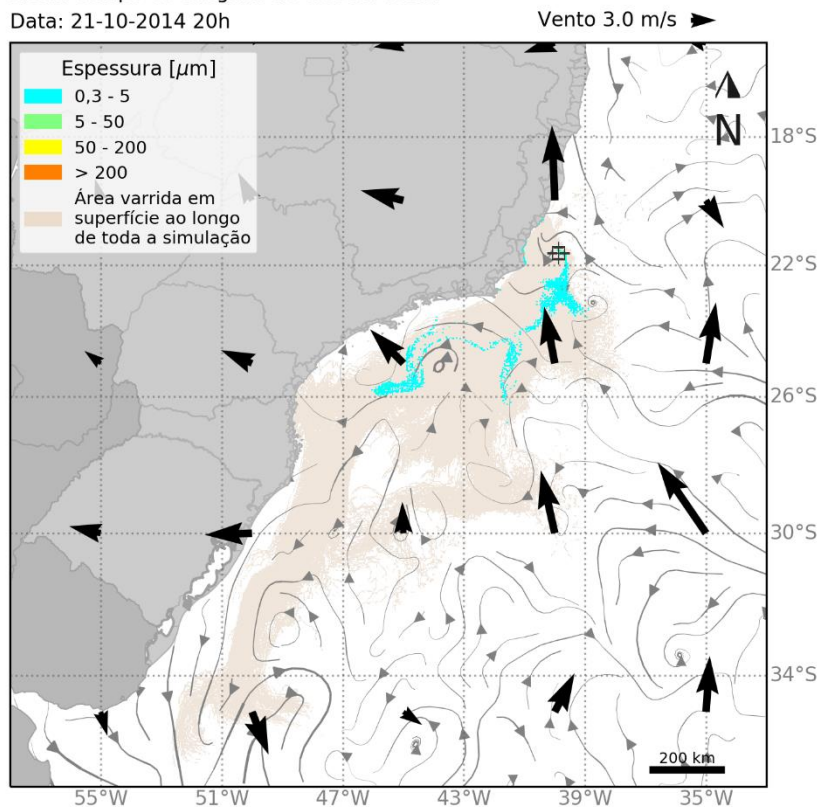 Data: 21-10-2014 20h
Vento 3.0 m/s
Espessura [μm]
0,3 - 5
5 - 50
50 - 200
> 200
Área varrida em
superfície ao longo
de toda a simulação
N
18°S
22°S
26°S
30°S
34°S
200 km
55°W
51°W
47°W
43°W
39°W
35°W